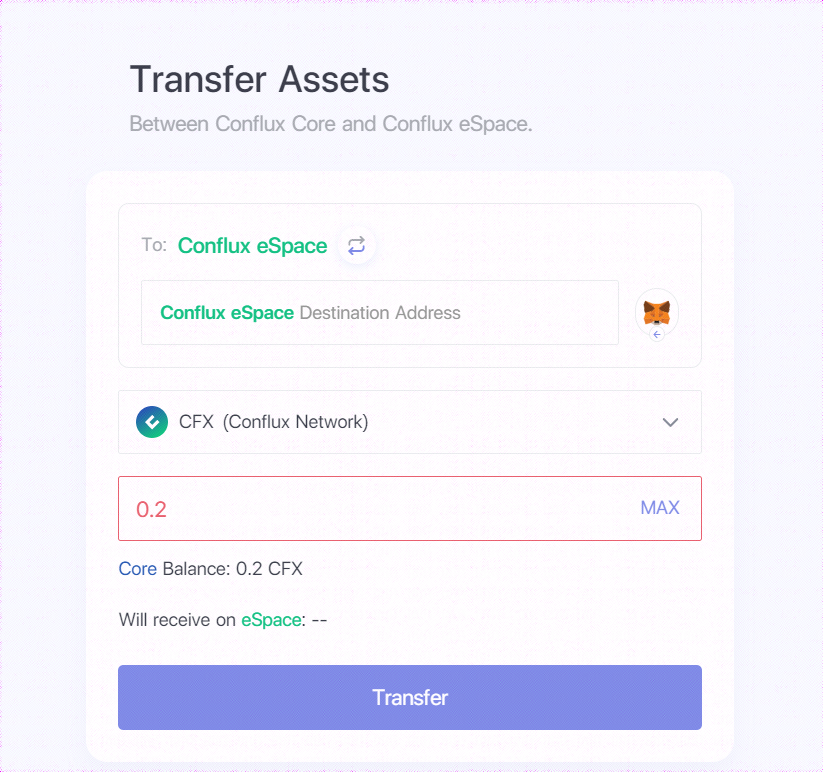 Transfer Assets
Between Conflux Core and Conflux eSpace.
To: Conflux eSpace
Conflux eSpace Destination Address
CFX (Conflux Network)
0.2 MAX
Core Balance: 0.2 CFX
Will receive on eSpace: --
Transfer